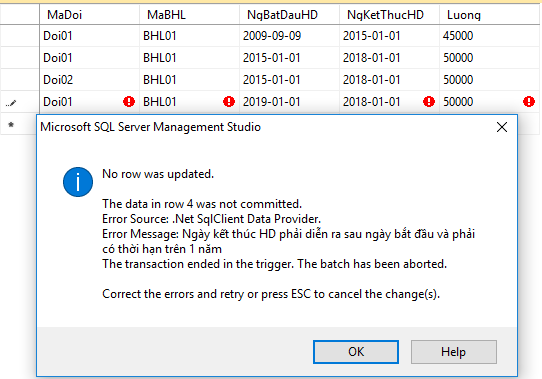 MaDoi MaBHL NgBatDauHD NgKetThucHD Luong
Doi01 BHL01 2009-09-09 2015-01-01 45000
Doi01 BHL01 2015-01-01 2018-01-01 50000
Doi02 BHL01 2015-01-01 2018-01-01 50000
Doi01 BHL01 2019-01-01 2018-01-01 50000
Microsoft SQL Server Management Studio
No row was updated.
The data in row 4 was not committed.
Error Source: .Net SqlClient Data Provider.
Error Message: Ngày kết thúc HD phải diễn ra sau ngày bắt đầu và phải
có thời hạn trên 1 năm
The transaction ended in the trigger. The batch has been aborted.
Correct the errors and retry or press ESC to cancel the change(s).
OK Help